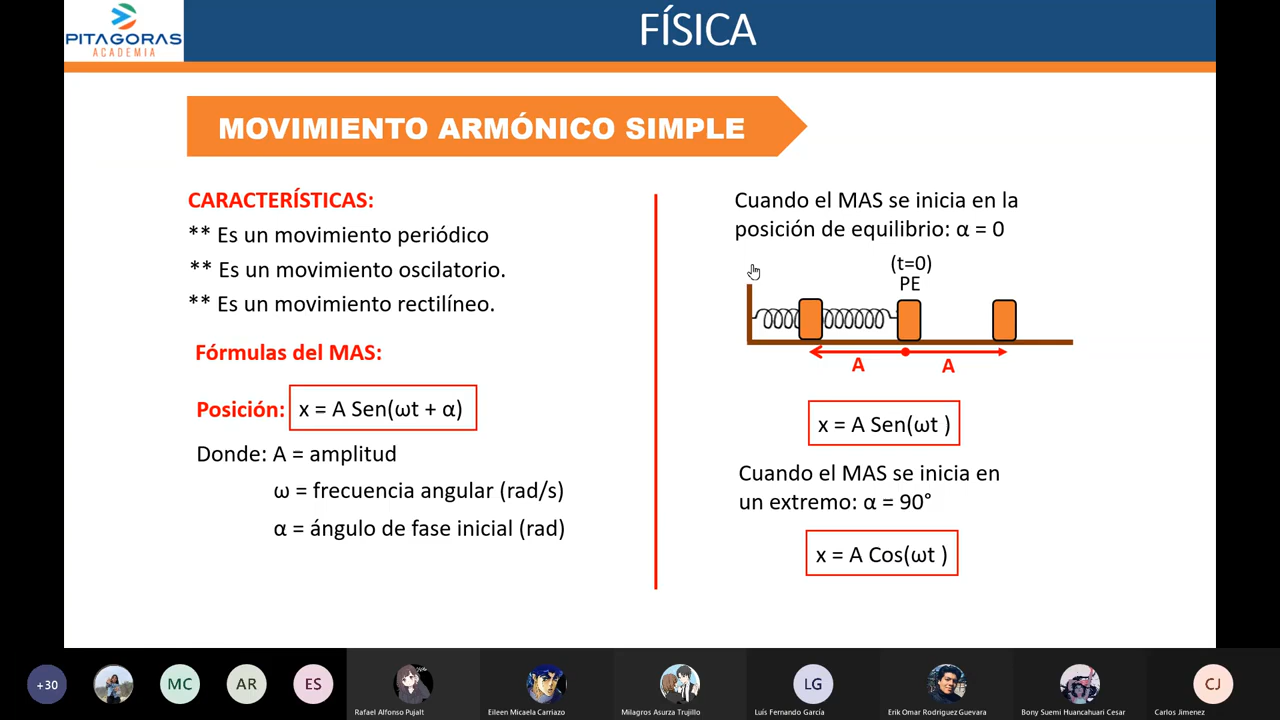 PITAGORAS
ACADEMIA
FÍSICA
MOVIMIENTO ARMÓNICO SIMPLE
CARACTERÍSTICAS:
** Es un movimiento periódico
** Es un movimiento oscilatorio.
** Es un movimiento rectilíneo.
Fórmulas del MAS:
Posición: x = A Sen(ωt + α)
Donde: A = amplitud
ω = frecuencia angular (rad/s)
α = ángulo de fase inicial (rad)
Cuando el MAS se inicia en la
posición de equilibrio: α = 0
(t=0)
PE
A A
x = A Sen(ωt )
Cuando el MAS se inicia en
un extremo: α = 90°
x = A Cos(ωt )
+30
MC
AR
ES
LG
CJ
Rafael Alfonso Pujalt
Eileen Micaela Carriazo
Milagros Asurza Trujillo
Luis Fernando García
Erik Omar Rodriguez Guevara
Bony Suemi Huancahuari Cesar
Carlos Jimenez